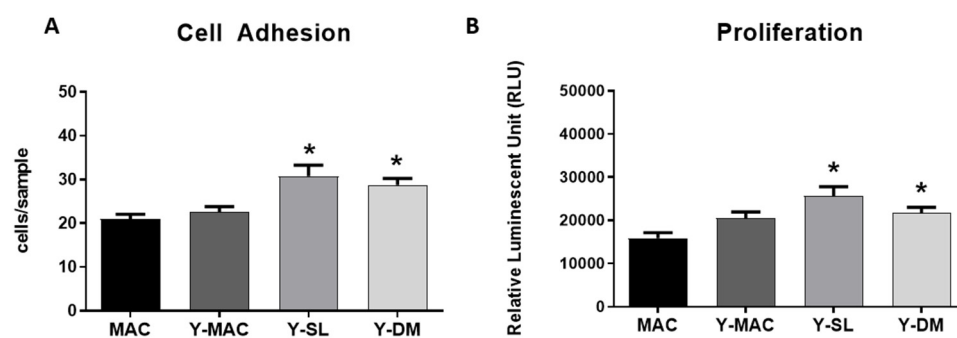 A
Cell Adhesion
cells/sample
50
40
30
20
10
0
*
*
MAC Y-MAC Y-SL Y-DM
B
Proliferation
Relative Luminescent Unit (RLU)
50000
40000
30000
20000
10000
0
*
*
MAC Y-MAC Y-SL Y-DM